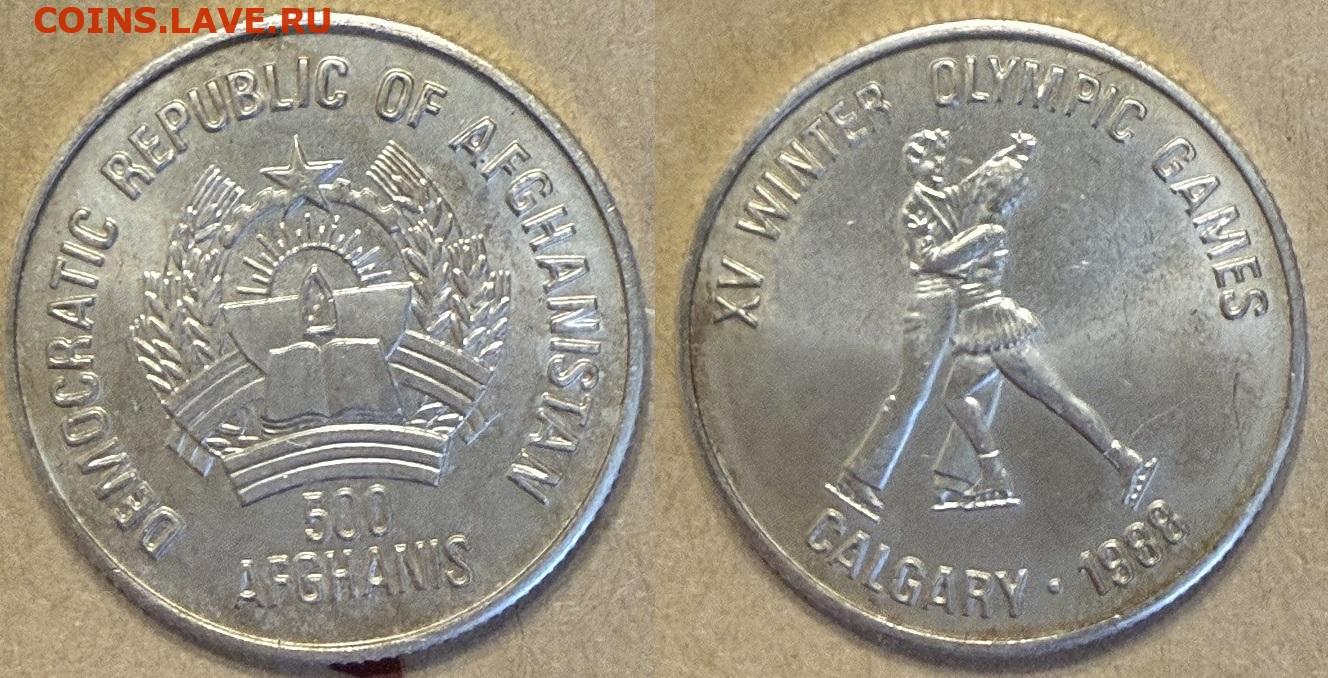 COINS.LAVE.RU
DEMOCRATIC REPUBLIC OF AFGHANISTAN
500
AFGHANIS
XV WINTER OLYMPIC GAMES
CALGARY · 1988